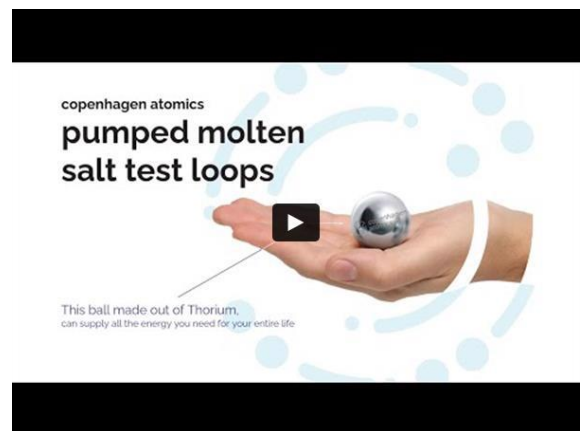 copenhagen atomics
pumped molten
salt test loops
This ball made out of Thorium,
can supply all the energy you need for your entire life